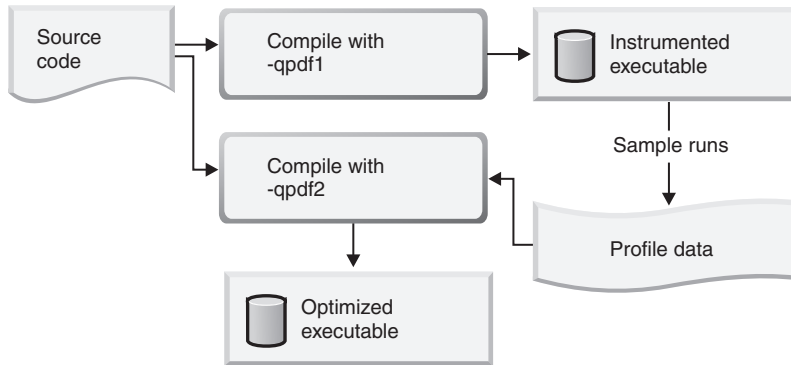 Source
code
Compile with
-qpdf1
Instrumented
executable
Sample runs
Compile with
-qpdf2
Profile data
Optimized
executable